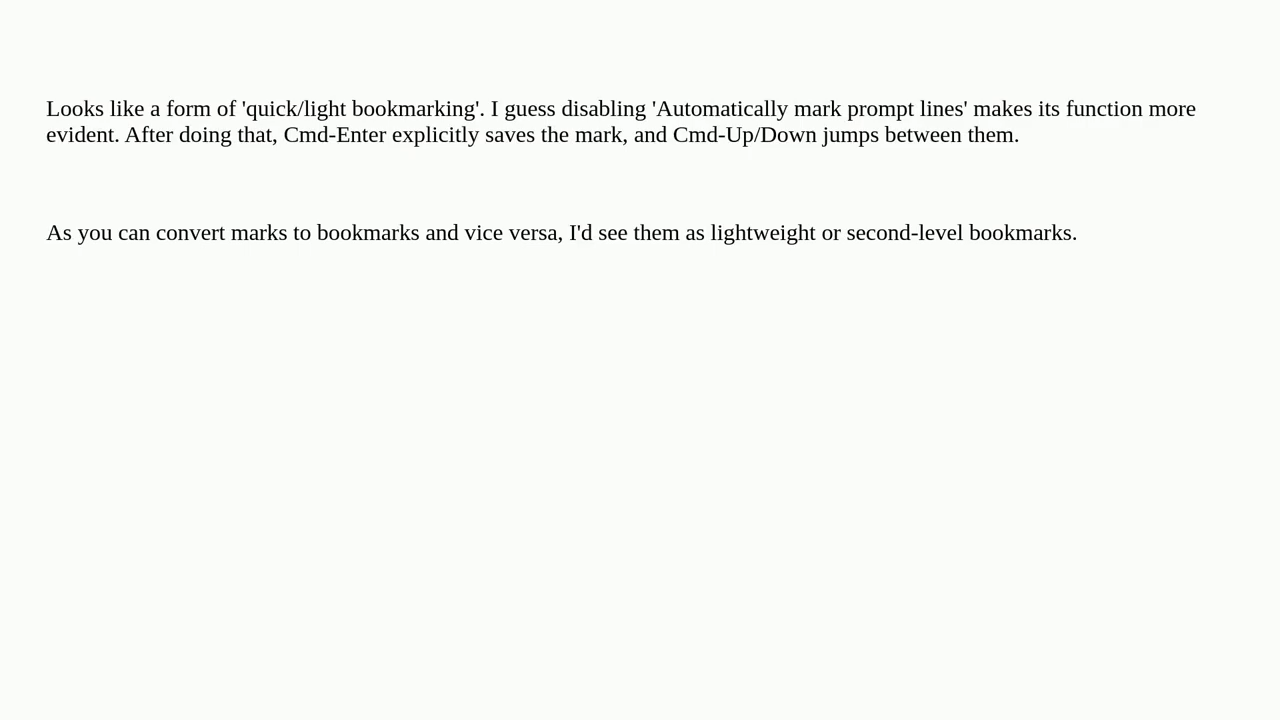 Looks like a form of 'quick/light bookmarking'. I guess disabling 'Automatically mark prompt lines' makes its function more
evident. After doing that, Cmd-Enter explicitly saves the mark, and Cmd-Up/Down jumps between them.
As you can convert marks to bookmarks and vice versa, I'd see them as lightweight or second-level bookmarks.